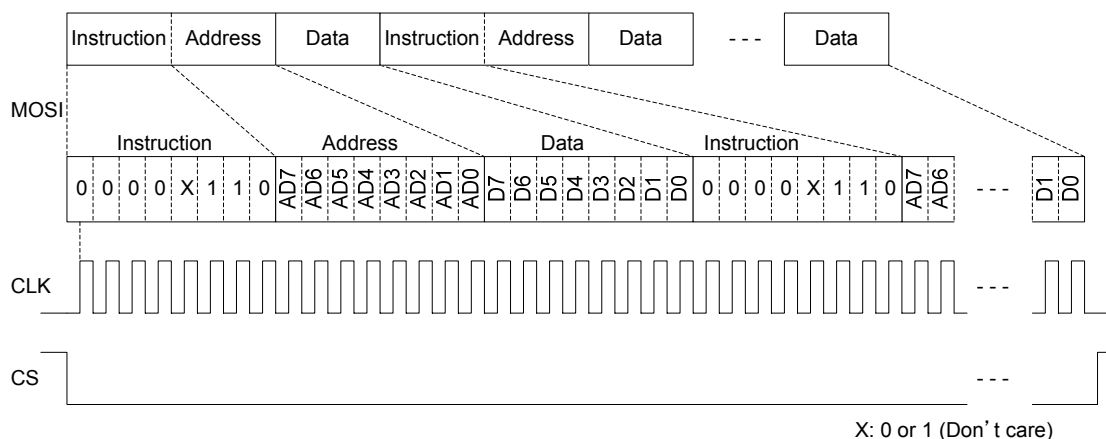 Instruction Address Data Instruction Address Data - - - Data
MOSI
Instruction Address Data Instruction
0 0 0 0 X 1 1 0 AD7 AD6 AD5 AD4 AD3 AD2 AD1 AD0 D7 D6 D5 D4 D3 D2 D1 D0 0 0 0 0 X 1 1 0 AD7 AD6 - - - D1 D0
CLK - - -
CS - - -
X: 0 or 1 (Don't care)